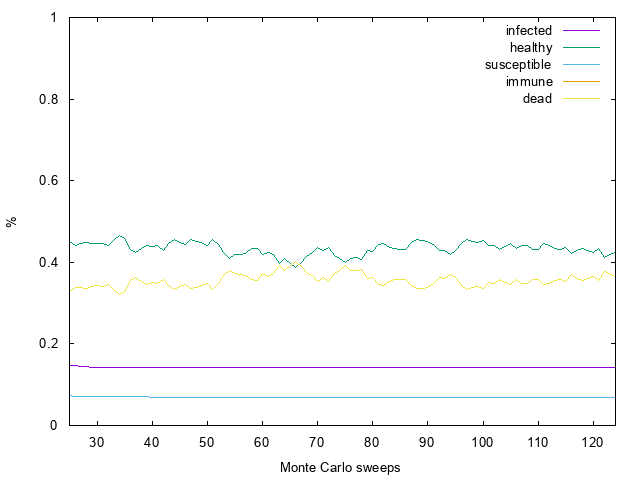 1
infected
healthy
susceptible
immune
dead
0.8
0.6
%
0.4
0.2
0
30 40 50 60 70 80 90 100 110 120
Monte Carlo sweeps